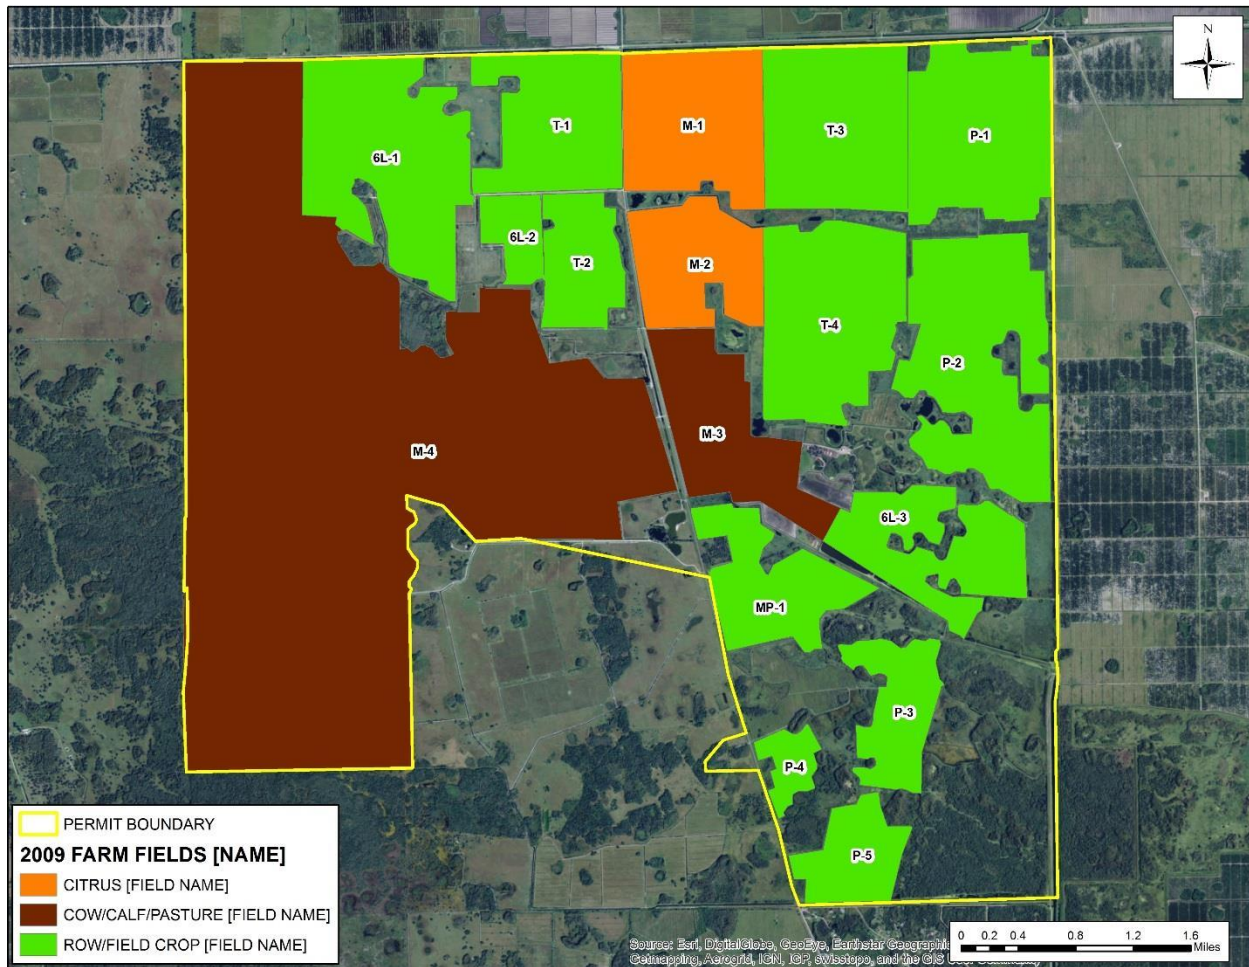 N
T-1
M-1
T-3
P-1
6L-1
6L-2
T-2
M-2
T-4
P-2
M-4
M-3
6L-3
MP-1
P-3
P-4
P-5
PERMIT BOUNDARY
2009 FARM FIELDS [NAME]
CITRUS [FIELD NAME]
COW/CALF/PASTURE [FIELD NAME]
ROW/FIELD CROP [FIELD NAME]
0 0.2 0.4 0.8 1.2 1.6
Miles
Source: Esri, DigitalGlobe, GeoEye, Earthstar Geographic
Getmapping, Aerogrid, IGN, IGP, swisstopo, and the GIS User Community